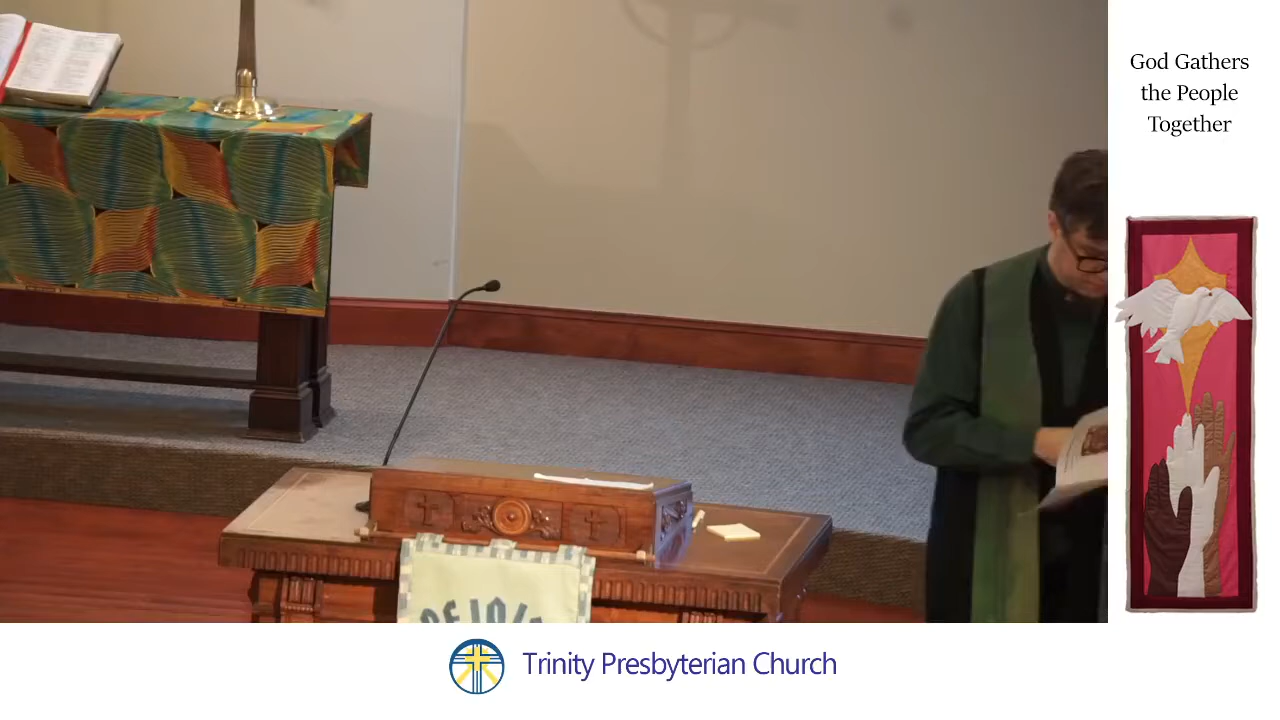 God Gathers
the People
Together
Trinity Presbyterian Church